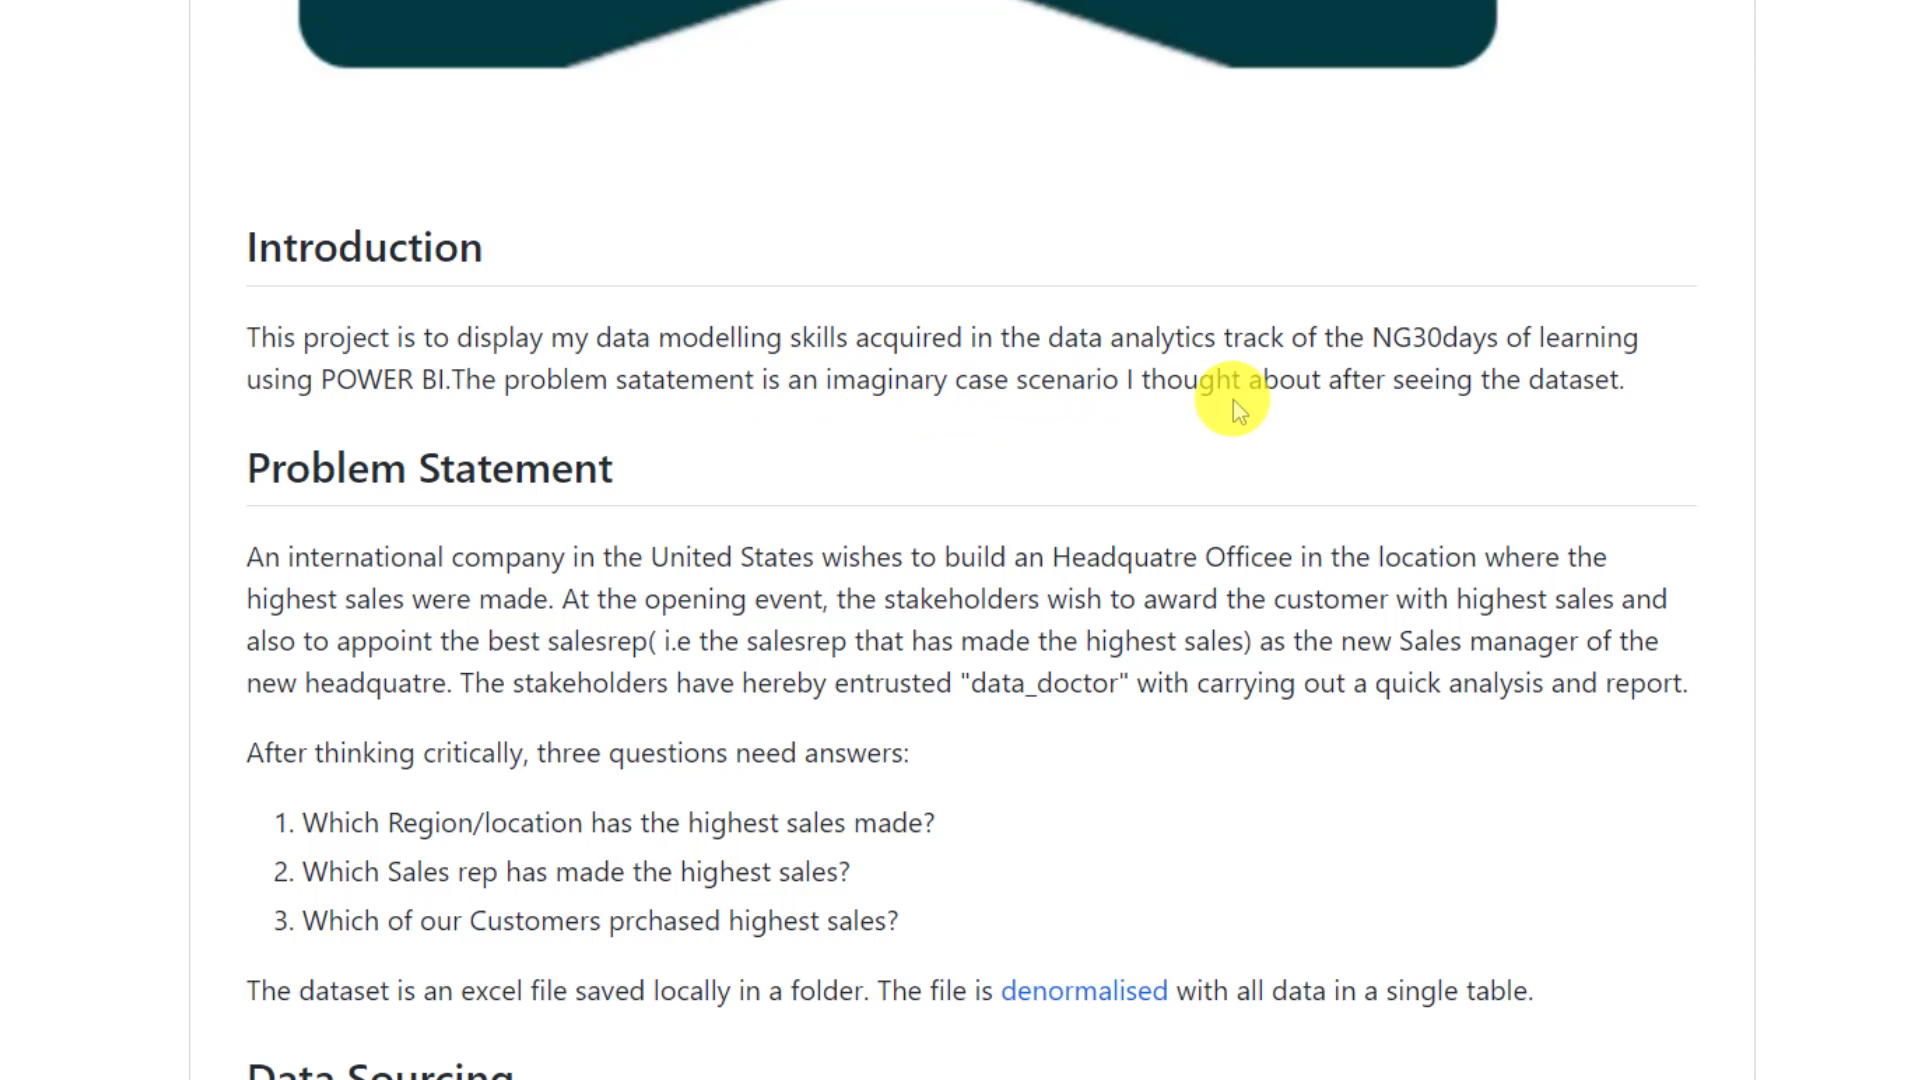 Introduction
This project is to display my data modelling skills acquired in the data analytics track of the NG30days of learning
using POWER BI.The problem satatement is an imaginary case scenario I thought about after seeing the dataset.
Problem Statement
An international company in the United States wishes to build an Headquatre Officee in the location where the
highest sales were made. At the opening event, the stakeholders wish to award the customer with highest sales and
also to appoint the best salesrep( i.e the salesrep that has made the highest sales) as the new Sales manager of the
new headquatre. The stakeholders have hereby entrusted "data_doctor" with carrying out a quick analysis and report.
After thinking critically, three questions need answers:
1. Which Region/location has the highest sales made?
2. Which Sales rep has made the highest sales?
3. Which of our Customers prchased highest sales?
The dataset is an excel file saved locally in a folder. The file is denormalised with all data in a single table.
Data Sourcing